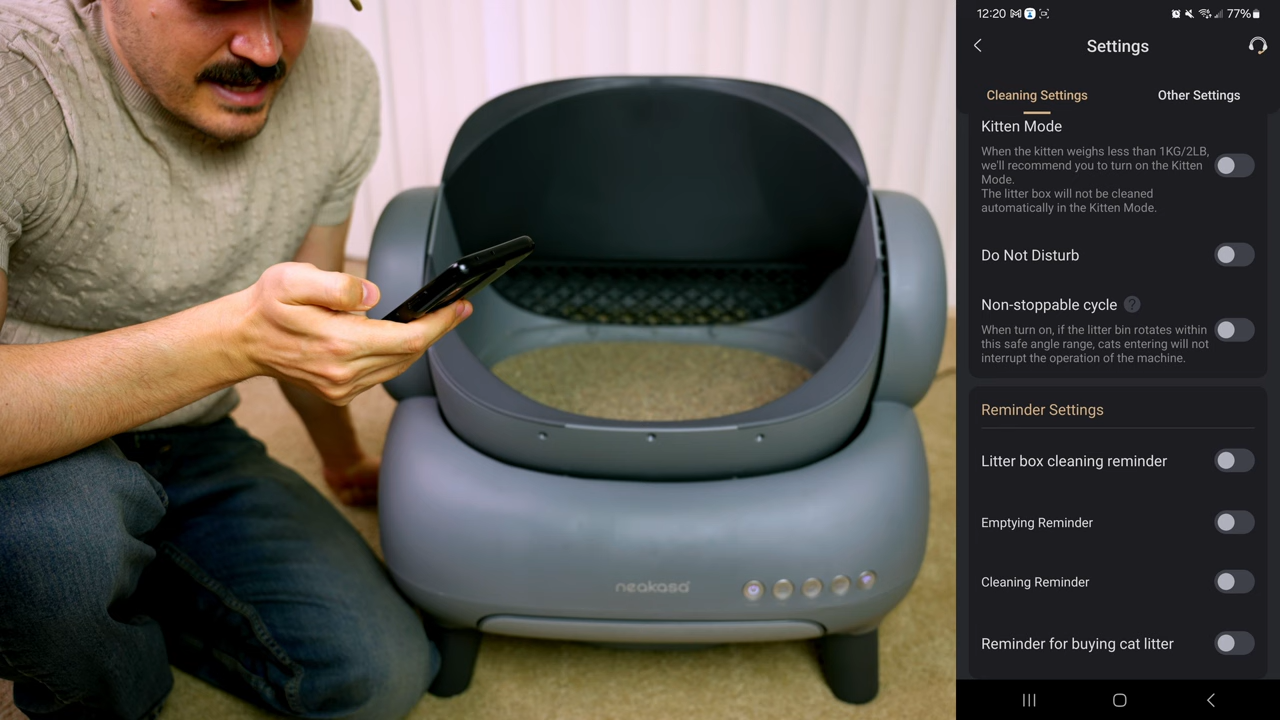 neakasa
12:20
77%
Settings
Cleaning Settings
Other Settings
Kitten Mode
When the kitten weighs less than 1KG/2LB,
we'll recommend you to turn on the Kitten
Mode.
The litter box will not be cleaned
automatically in the Kitten Mode.
Do Not Disturb
Non-stoppable cycle ?
When turn on, if the litter bin rotates within
this safe angle range, cats entering will not
interrupt the operation of the machine.
Reminder Settings
Litter box cleaning reminder
Emptying Reminder
Cleaning Reminder
Reminder for buying cat litter